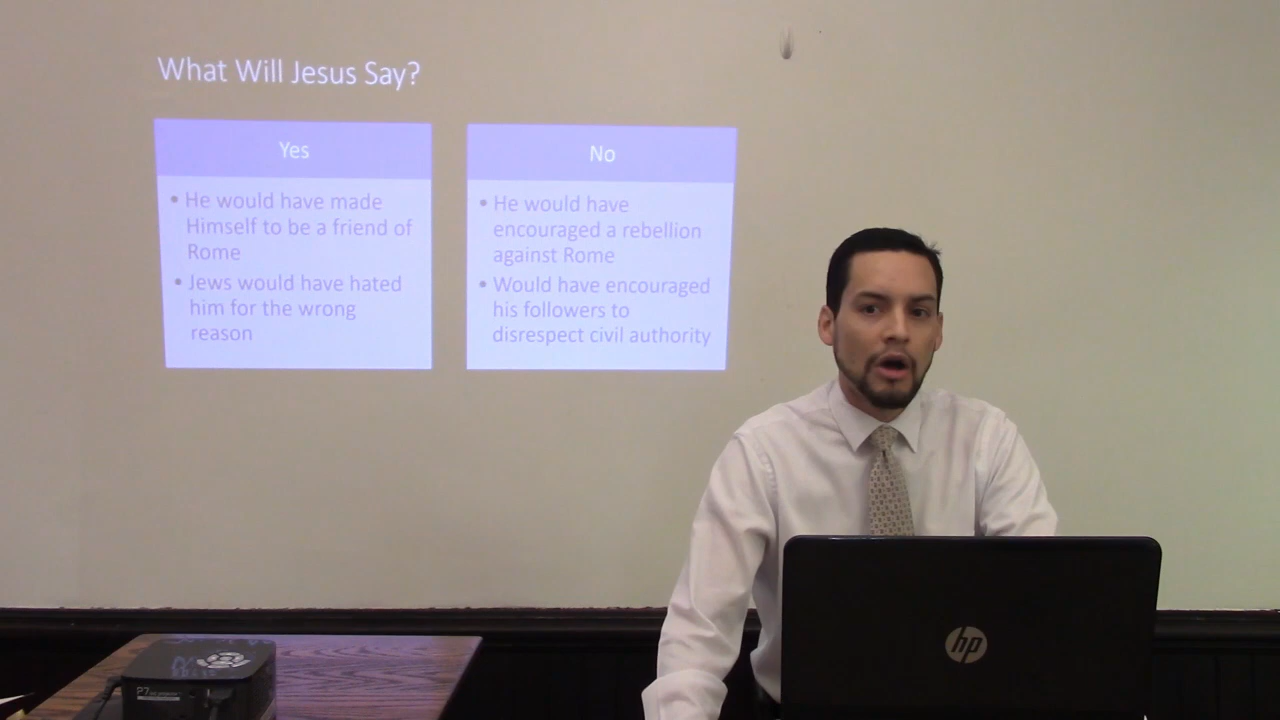 What Will Jesus Say?
Yes
• He would have made
Himself to be a friend of
Rome
• Jews would have hated
him for the wrong
reason
No
• He would have
encouraged a rebellion
against Rome
• Would have encouraged
his followers to
disrespect civil authority
hp
P7